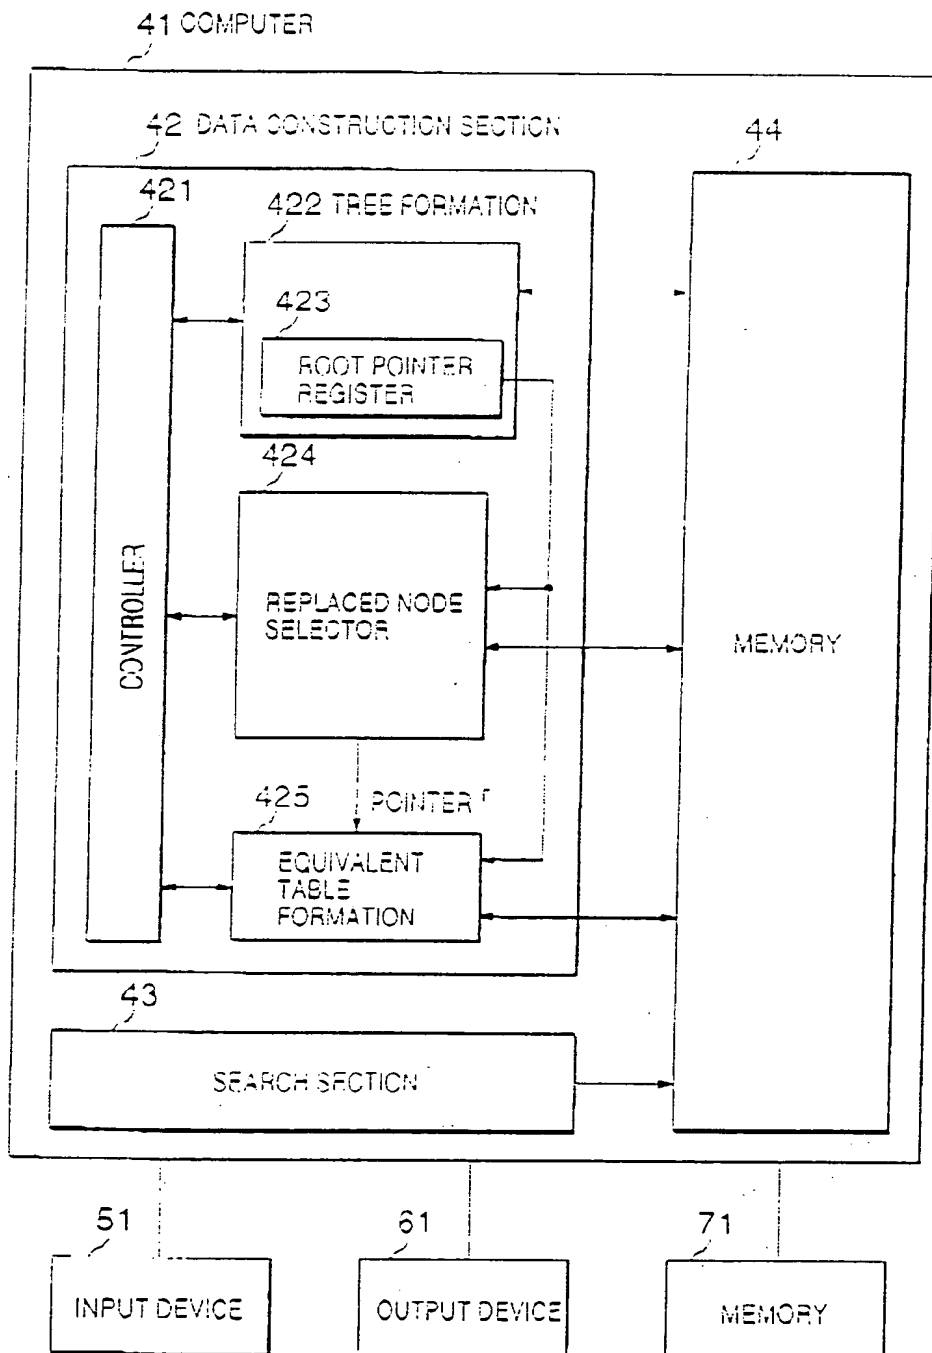 41 COMPUTER
42 DATA CONSTRUCTION SECTION
44
421
422 TREE FORMATION
423
ROOT POINTER
REGISTER
424
CONTROLLER
REPLACED NODE
SELECTOR
MEMORY
POINTER
425
EQUIVALENT
TABLE
FORMATION
43
SEARCH SECTION
51
61
71
INPUT DEVICE
OUTPUT DEVICE
MEMORY